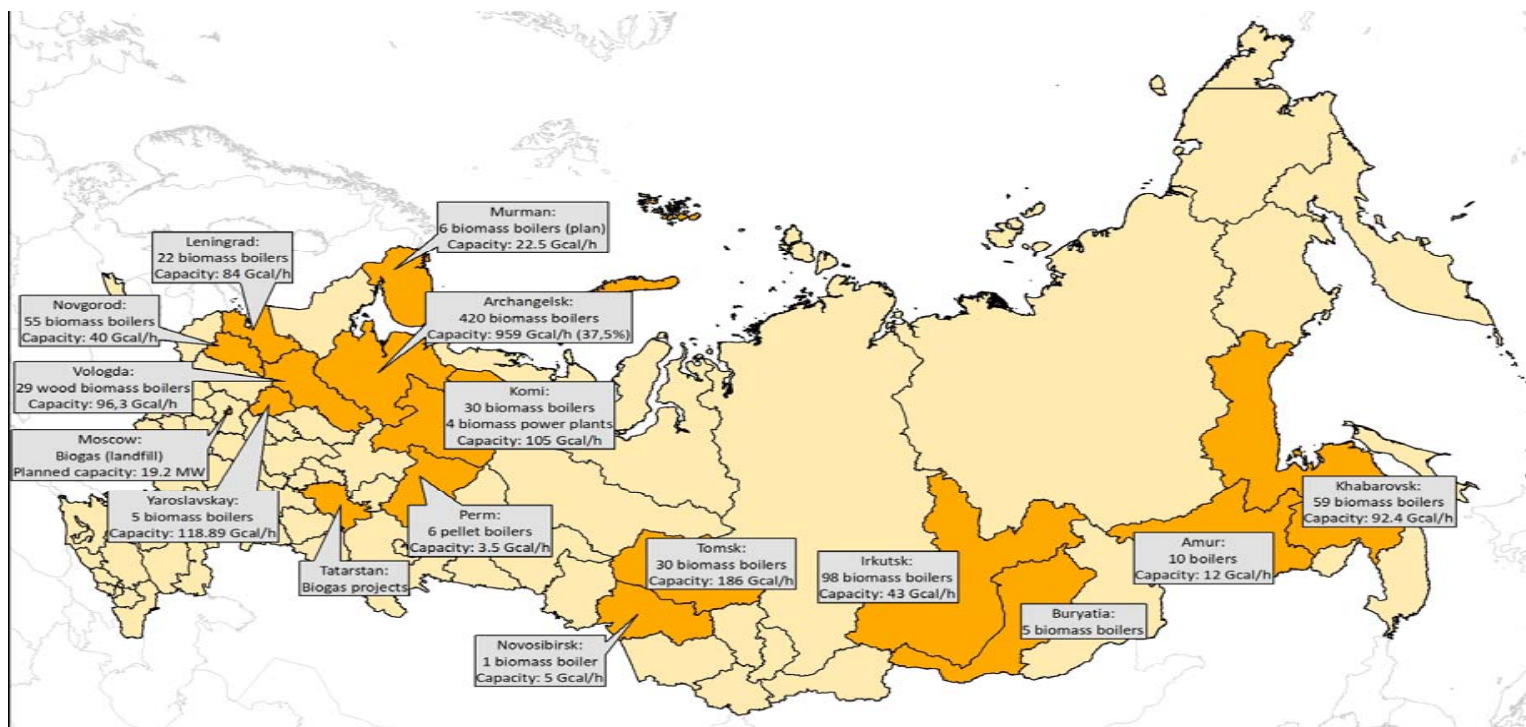 Murman:
6 biomass boilers (plan)
Capacity: 22.5 Gcal/h
Leningrad:
22 biomass boilers
Capacity: 84 Gcal/h
Novgorod:
55 biomass boilers
Capacity: 40 Gcal/h
Archangelsk:
420 biomass boilers
Capacity: 959 Gcal/h (37,5%)
Vologda:
29 wood biomass boilers
Capacity: 96,3 Gcal/h
Komi:
30 biomass boilers
4 biomass power plants
Capacity: 105 Gcal/h
Moscow:
Biogas (landfill)
Planned capacity: 19.2 MW
Yaroslavskay:
5 biomass boilers
Capacity: 118.89 Gcal/h
Perm:
6 pellet boilers
Capacity: 3.5 Gcal/h
Tatarstan:
Biogas projects
Tomsk:
30 biomass boilers
Capacity: 186 Gcal/h
Novosibirsk:
1 biomass boiler
Capacity: 5 Gcal/h
Irkutsk:
98 biomass boilers
Capacity: 43 Gcal/h
Buryatia:
5 biomass boilers
Amur:
10 boilers
Capacity: 12 Gcal/h
Khabarovsk:
59 biomass boilers
Capacity: 92.4 Gcal/h